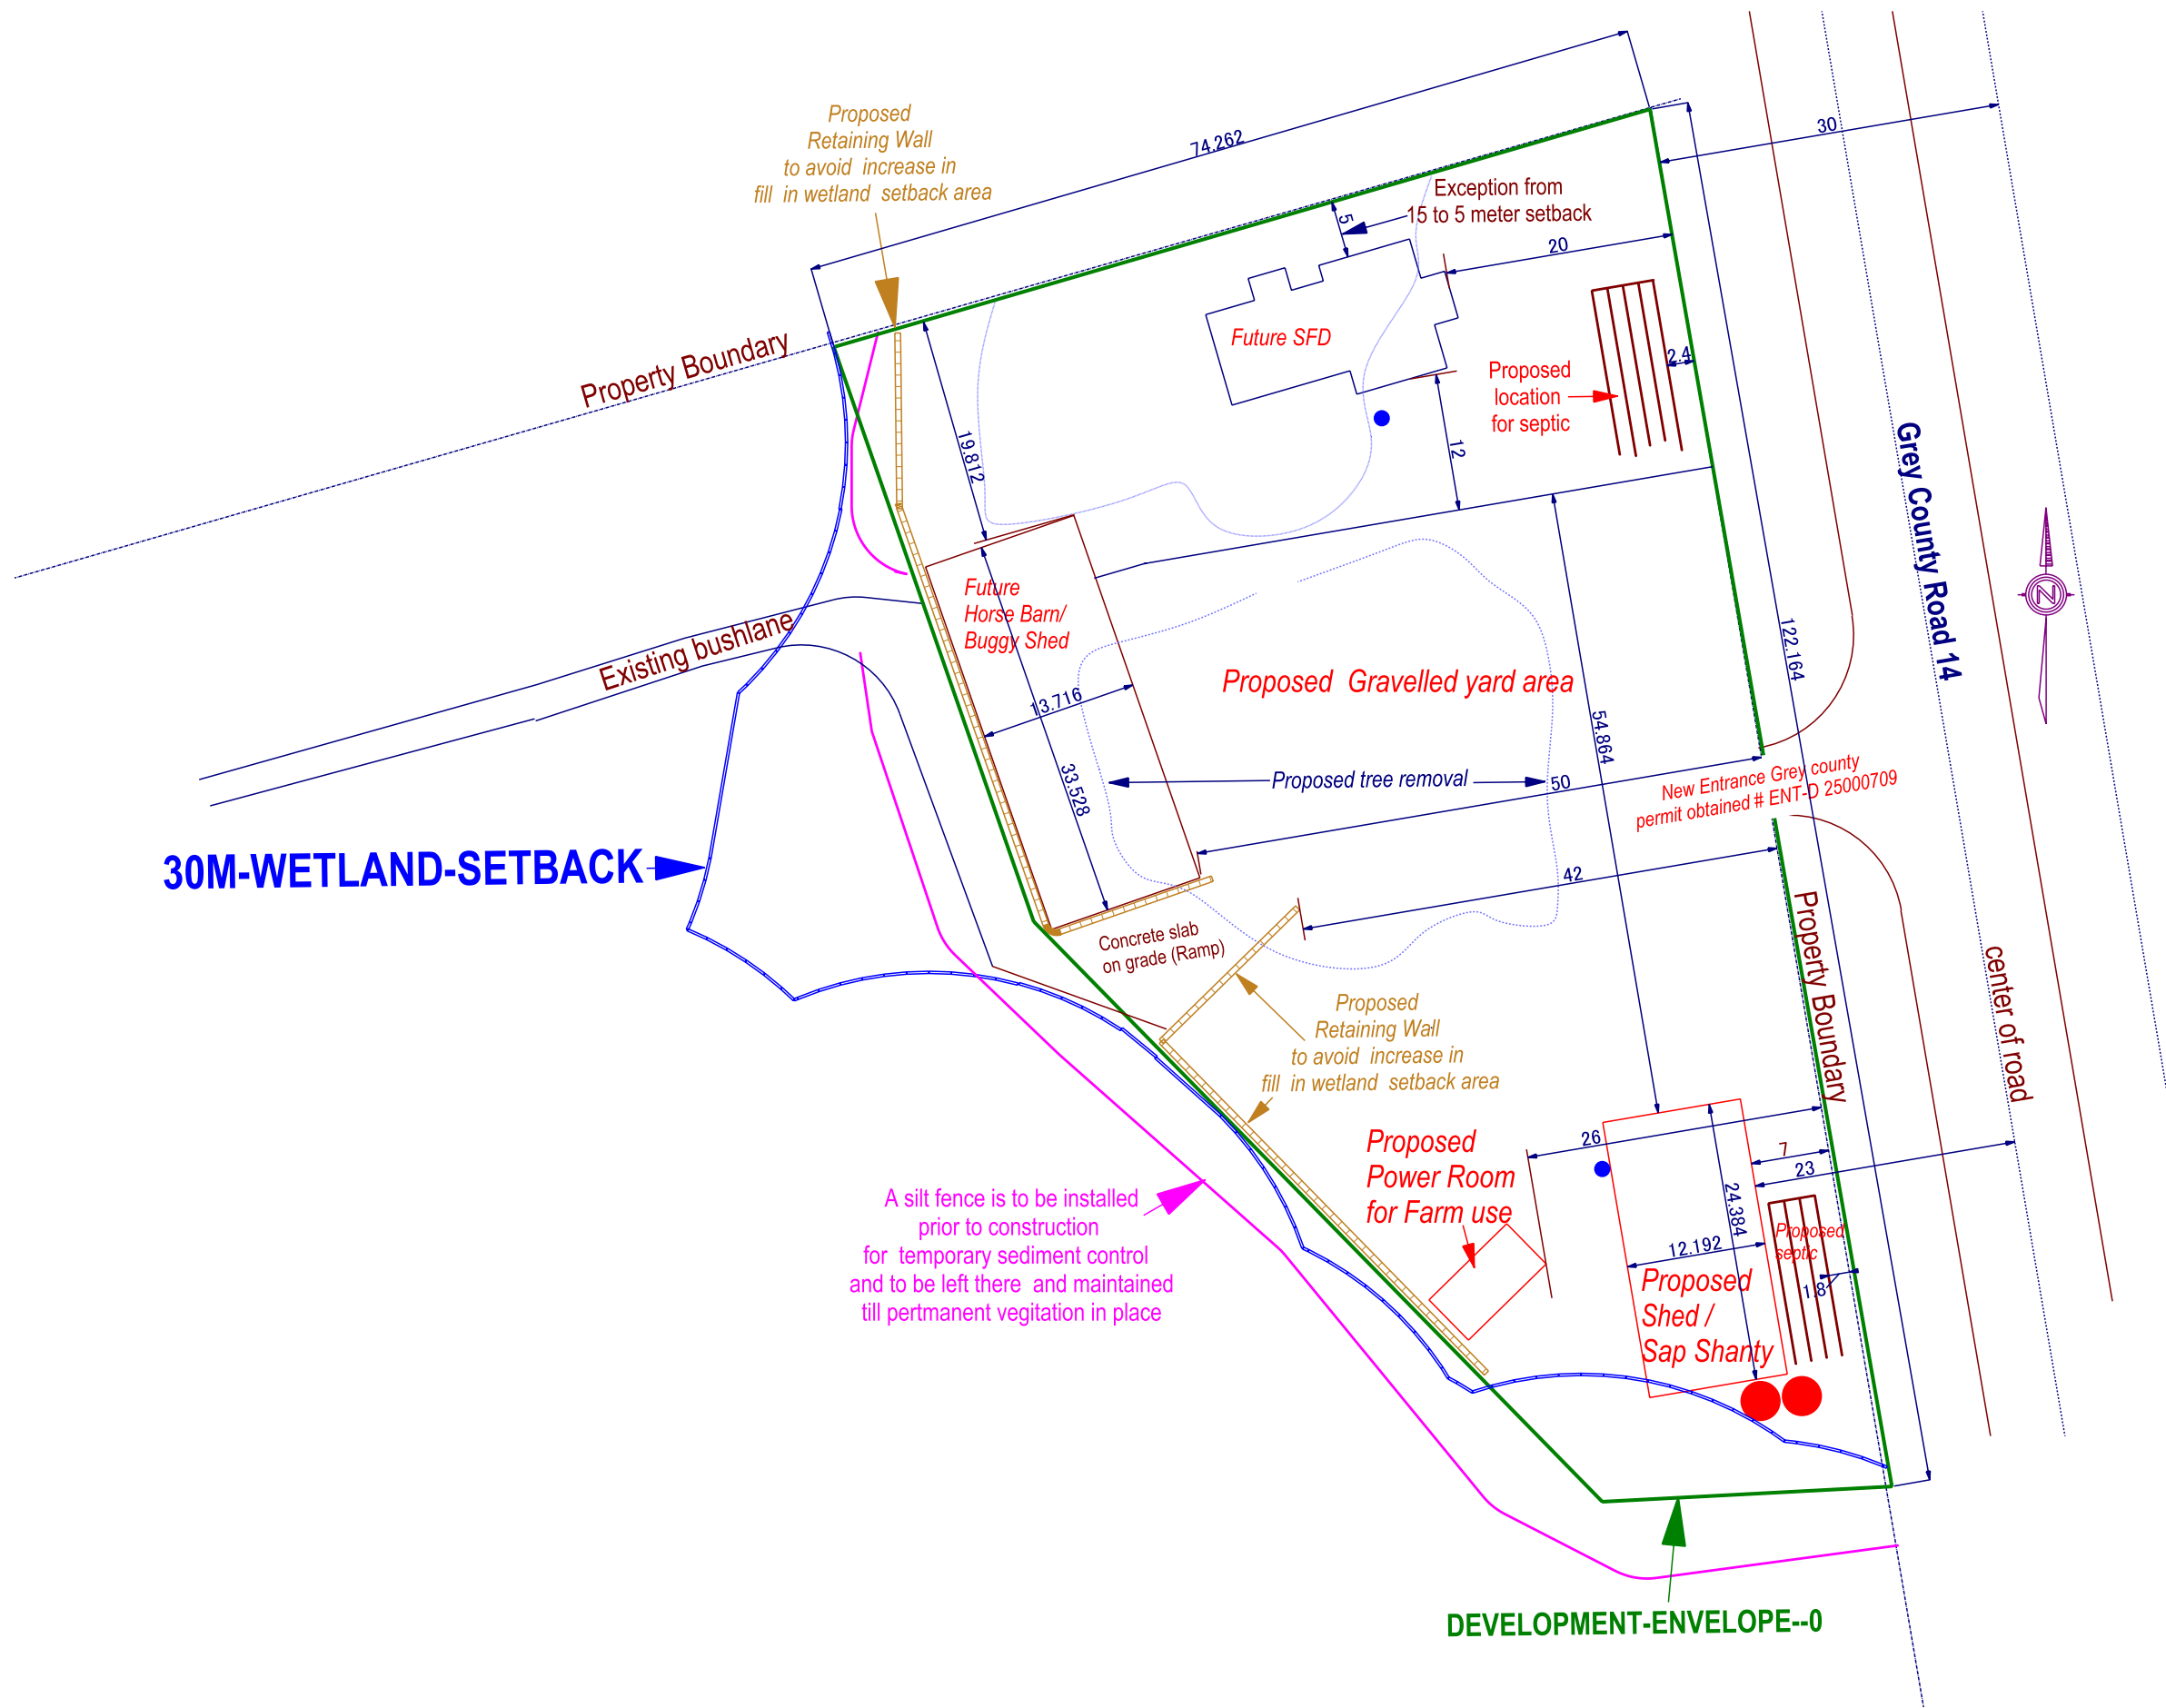 74.262
30
Proposed
Retaining Wall
to avoid increase in
fill in wetland setback area
Exception from
15 to 5 meter setback
5
20
Future SFD
2.4
Proposed
location
for septic
Property Boundary
19.812
12
Grey County Road 14
N
Future
Horse Barn/
Buggy Shed
Existing bushlane
122.164
Proposed Gravelled yard area
13.716
54.864
33.528
Proposed tree removal
50
New Entrance Grey county
permit obtained # ENT-D 25000709
30M-WETLAND-SETBACK
42
Property Boundary
Concrete slab
on grade (Ramp)
center of road
Proposed
Retaining Wall
to avoid increase in
fill in wetland setback area
26
Proposed
Power Room
for Farm use
7
23
A silt fence is to be installed
prior to construction
for temporary sediment control
and to be left there and maintained
till pertmanent vegitation in place
24.384
Proposed
septic
12.192
1.8
Proposed
Shed /
Sap Shanty
DEVELOPMENT-ENVELOPE--0